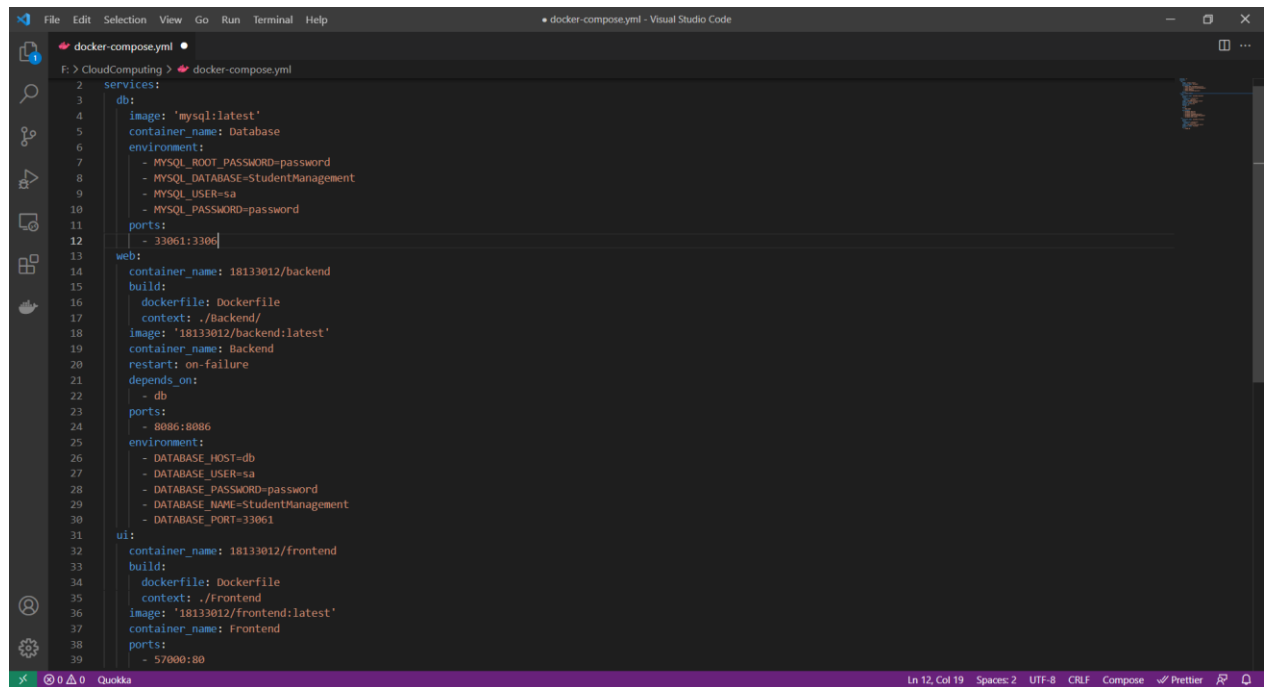 File Edit Selection View Go Run Terminal Help
● docker-compose.yml - Visual Studio Code
docker-compose.yml ●
F: > CloudComputing > docker-compose.yml
2 services:
3 db:
4 image: 'mysql:latest'
5 container_name: Database
6 environment:
7 - MYSQL_ROOT_PASSWORD=password
8 - MYSQL_DATABASE=StudentManagement
9 - MYSQL_USER=sa
10 - MYSQL_PASSWORD=password
11 ports:
12 - 33061:3306
13 web:
14 container_name: 18133012/backend
15 build:
16 dockerfile: Dockerfile
17 context: ./Backend/
18 image: '18133012/backend:latest'
19 container_name: Backend
20 restart: on-failure
21 depends_on:
22 - db
23 ports:
24 - 8086:8086
25 environment:
26 - DATABASE_HOST=db
27 - DATABASE_USER=sa
28 - DATABASE_PASSWORD=password
29 - DATABASE_NAME=StudentManagement
30 - DATABASE_PORT=33061
31 ui:
32 container_name: 18133012/frontend
33 build:
34 dockerfile: Dockerfile
35 context: ./Frontend
36 image: '18133012/frontend:latest'
37 container_name: Frontend
38 ports:
39 - 57000:80
1
0 0 Quokka Ln 12, Col 19 Spaces: 2 UTF-8 CRLF Compose Prettier